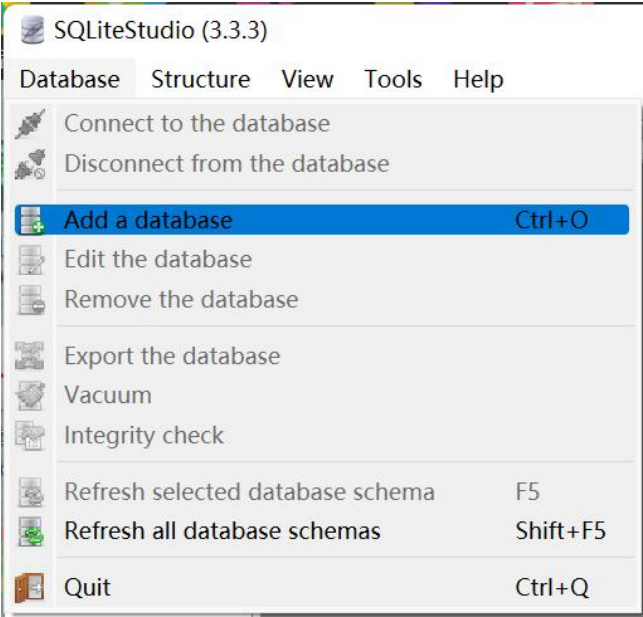 SQLiteStudio (3.3.3)
Database Structure View Tools Help
Connect to the database
Disconnect from the database
Add a database Ctrl+O
Edit the database
Remove the database
Export the database
Vacuum
Integrity check
Refresh selected database schema F5
Refresh all database schemas Shift+F5
Quit Ctrl+Q